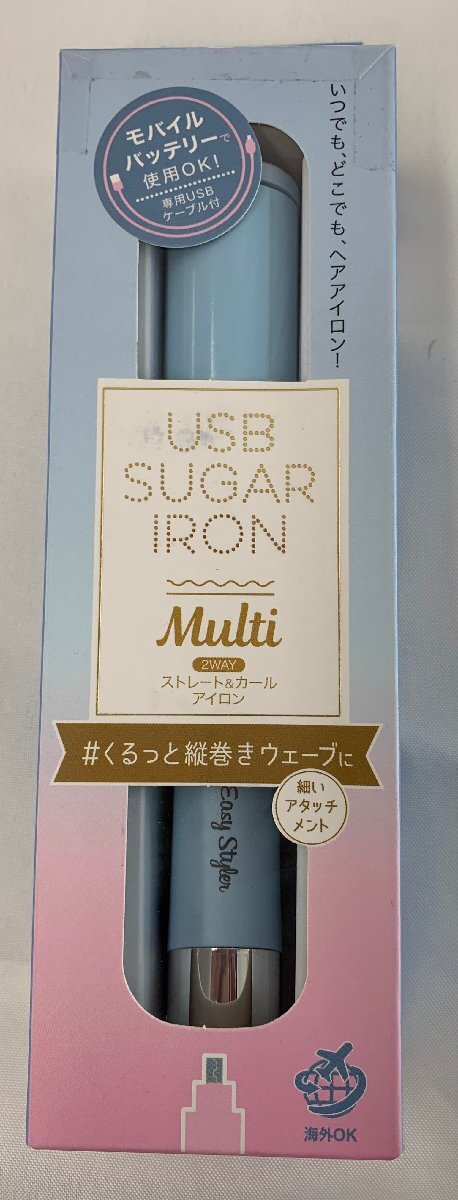 モバイル
バッテリーで
使用OK!
専用USB
ケーブル付
いつでも、どこでも、ヘアアイロン!
USB
SUGAR
IRON
Multi
2WAY
ストレート&カール
アイロン
#くるっと縦巻きウェーブに
細い
アタッチ
メント
Easy Styler
海外OK